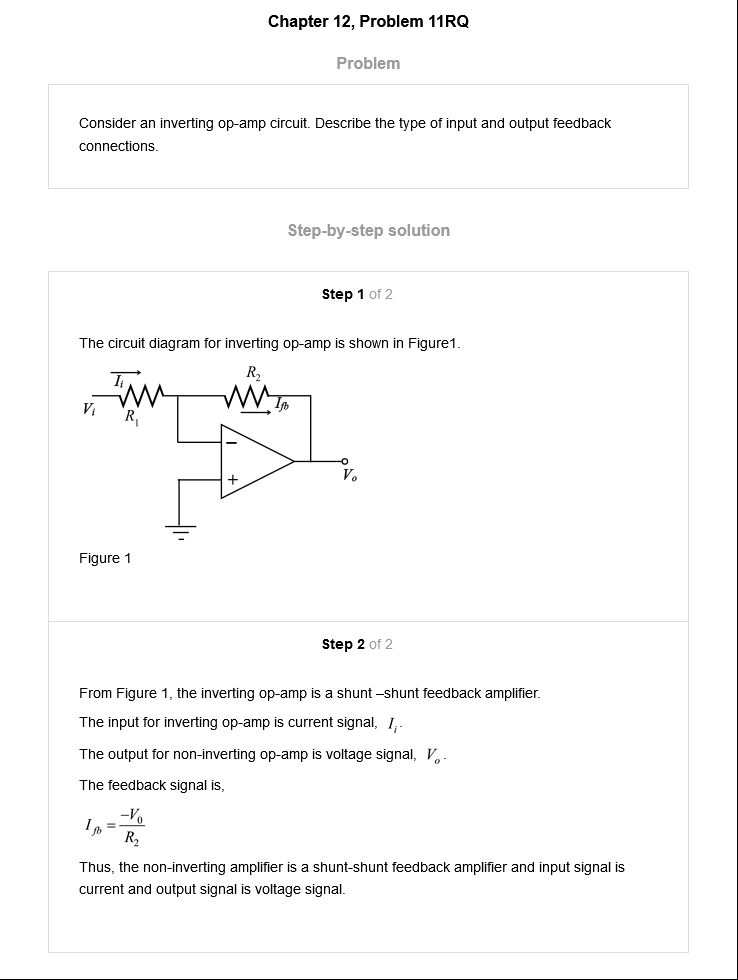 Chapter 12, Problem 11RQ
Problem
Consider an inverting op-amp circuit. Describe the type of input and output feedback
connections.
Step-by-step solution
Step 1 of 2
The circuit diagram for inverting op-amp is shown in Figure1.
I_i
R_2
V_i
R_1
I_fb
−
+
V_o
Figure 1
Step 2 of 2
From Figure 1, the inverting op-amp is a shunt –shunt feedback amplifier.
The input for inverting op-amp is current signal, I_i.
The output for non-inverting op-amp is voltage signal, V_o.
The feedback signal is,
I_fb = −V_0 / R_2
Thus, the non-inverting amplifier is a shunt-shunt feedback amplifier and input signal is
current and output signal is voltage signal.